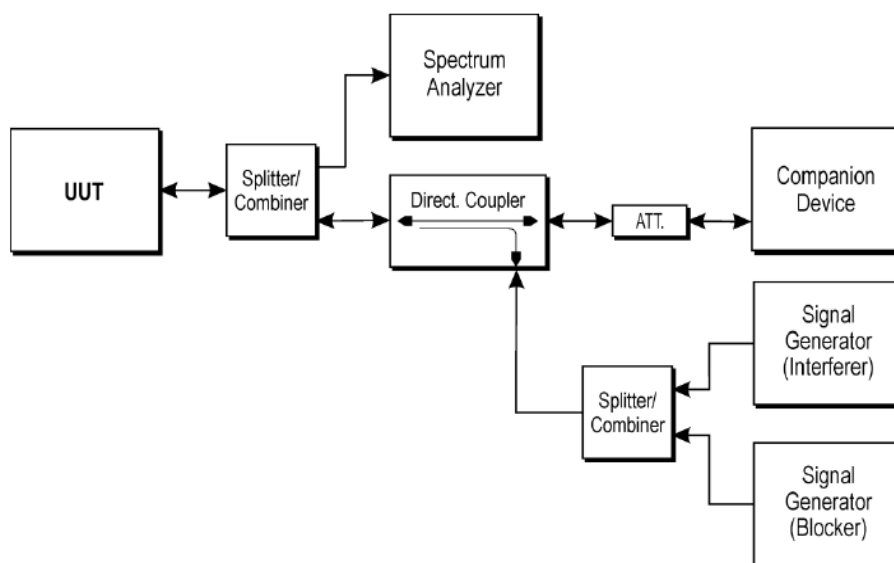 Spectrum
Analyzer
UUT
Splitter/
Combiner
Direct. Coupler
ATT.
Companion
Device
Signal
Generator
(Interferer)
Splitter/
Combiner
Signal
Generator
(Blocker)